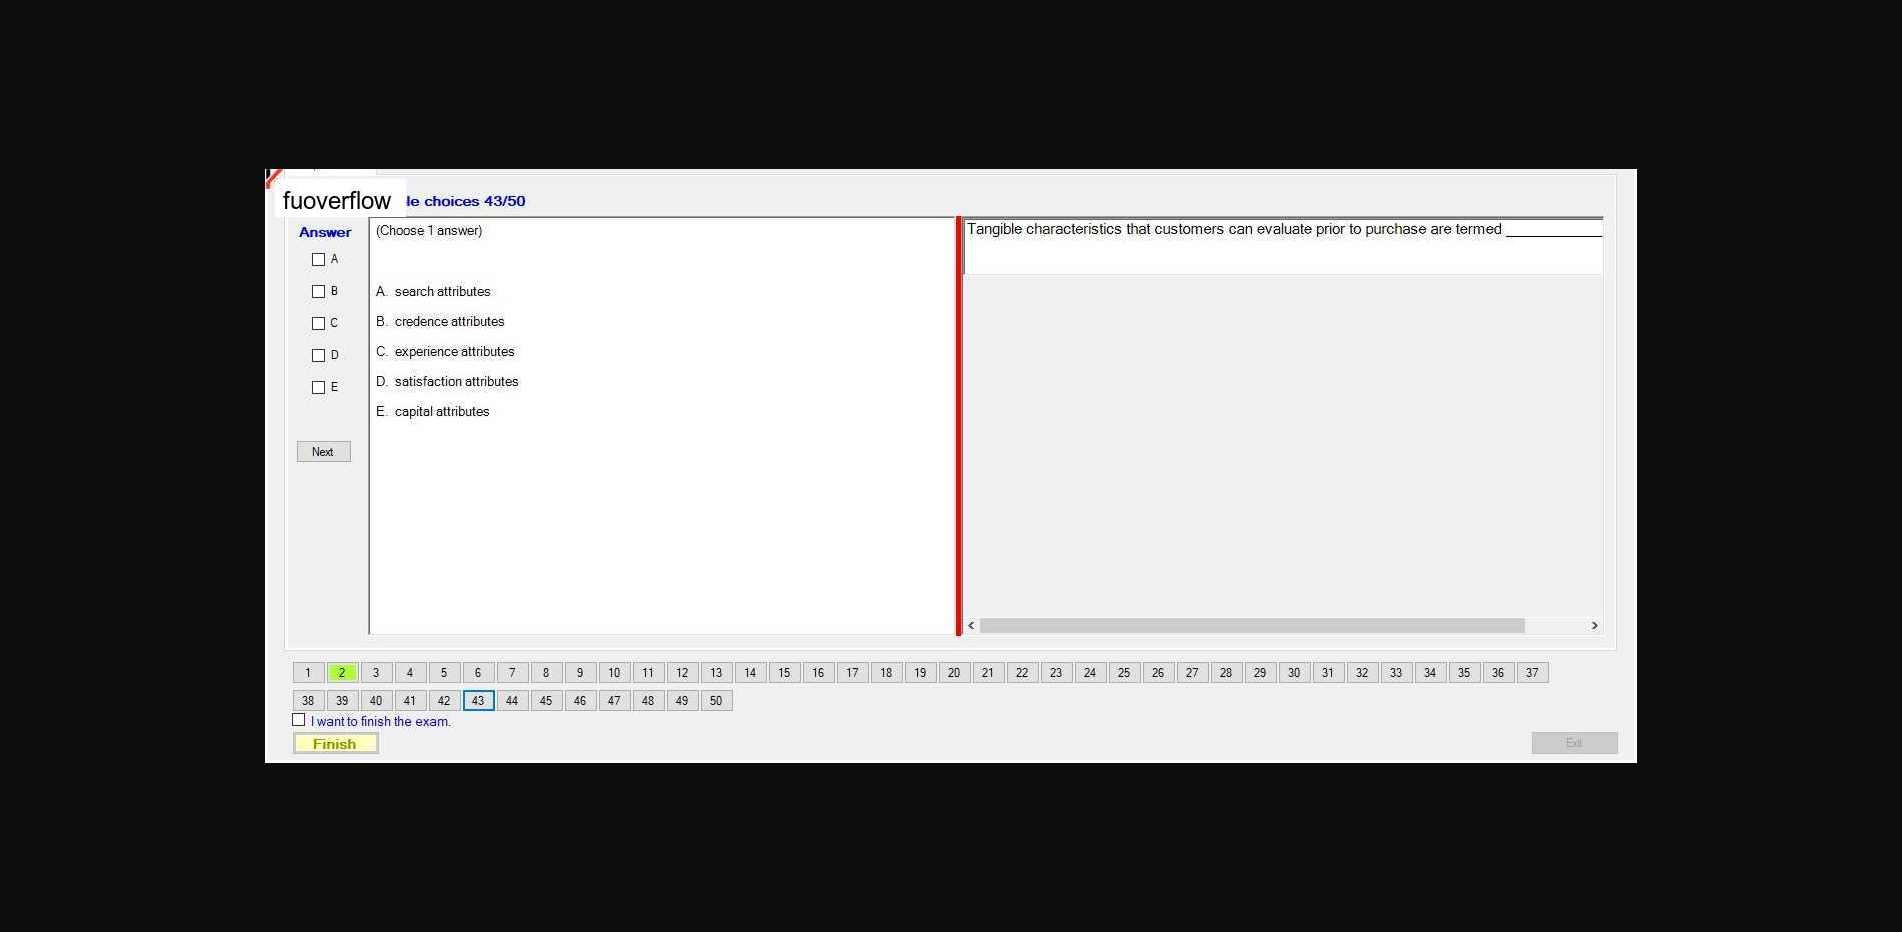 fuoverflow
le choices 43/50
Answer
(Choose 1 answer)
Tangible characteristics that customers can evaluate prior to purchase are termed ____________
A
B
C
D
E
A. search attributes
B. credence attributes
C. experience attributes
D. satisfaction attributes
E. capital attributes
Next
1 2 3 4 5 6 7 8 9 10 11 12 13 14 15 16 17 18 19 20 21 22 23 24 25 26 27 28 29 30 31 32 33 34 35 36 37
38 39 40 41 42 43 44 45 46 47 48 49 50
I want to finish the exam.
Finish
Exit